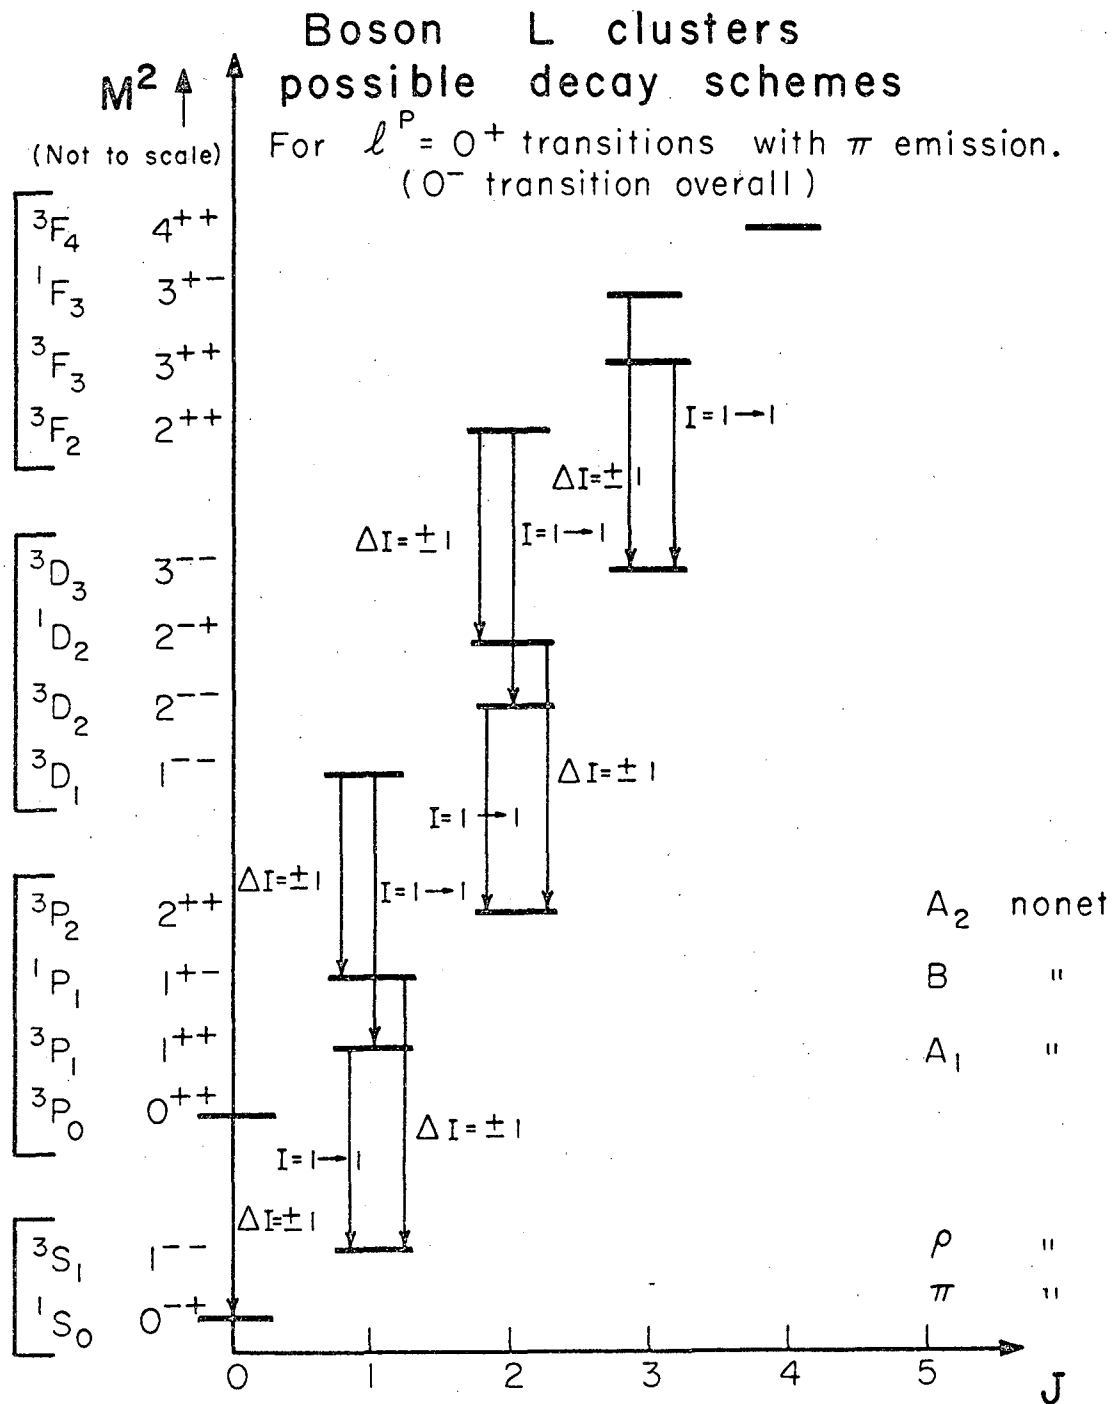 Boson L clusters
possible decay schemes
M² ↑
(Not to scale)
For ℓᴾ = 0⁺ transitions with π emission.
(0⁻ transition overall)
³F₄ 4⁺⁺
¹F₃ 3⁺⁻
³F₃ 3⁺⁺
I=1→1
³F₂ 2⁺⁺
ΔI=±1
ΔI=±1
I=1→1
³D₃ 3⁻⁻
¹D₂ 2⁻⁺
³D₂ 2⁻⁻
³D₁ 1⁻⁻
ΔI=±1
I=1→1
ΔI=±1
I=1→1
³P₂ 2⁺⁺ A₂ nonet
¹P₁ 1⁺⁻ B "
³P₁ 1⁺⁺ A₁ "
³P₀ 0⁺⁺
ΔI=±1
I=1→1
ΔI=±1
³S₁ 1⁻⁻ ρ "
¹S₀ 0⁻⁺ π "
0 1 2 3 4 5 J